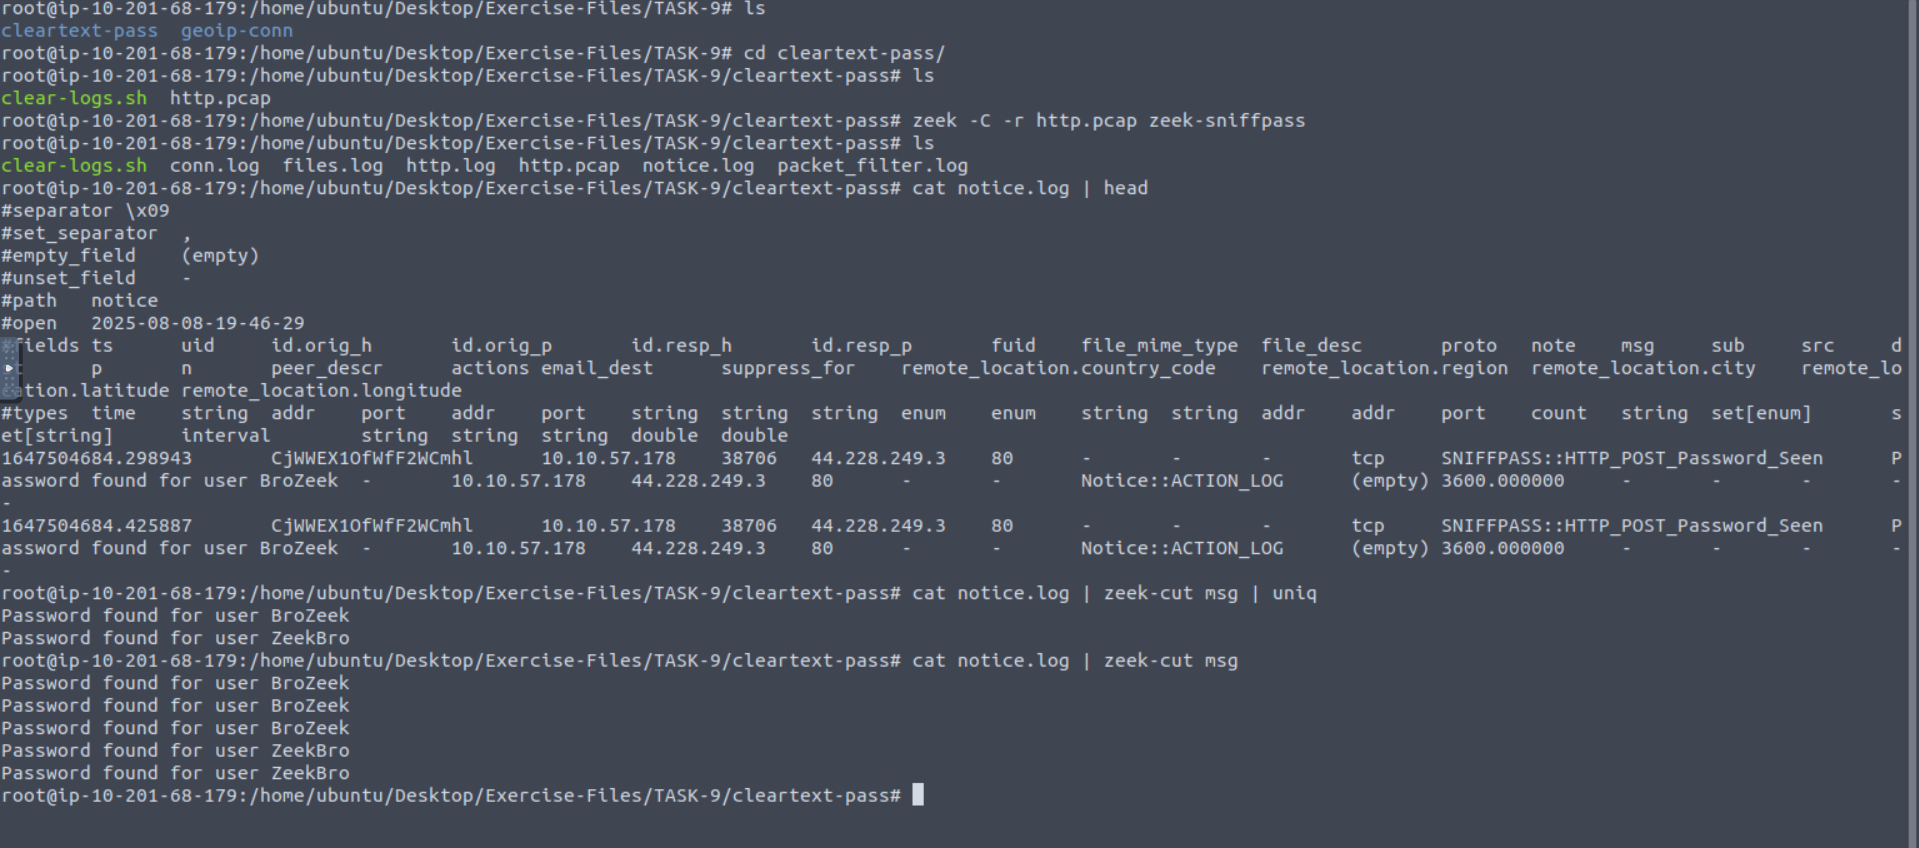 root@ip-10-201-68-179:/home/ubuntu/Desktop/Exercise-Files/TASK-9# ls
cleartext-pass  geoip-conn
root@ip-10-201-68-179:/home/ubuntu/Desktop/Exercise-Files/TASK-9# cd cleartext-pass/
root@ip-10-201-68-179:/home/ubuntu/Desktop/Exercise-Files/TASK-9/cleartext-pass# ls
clear-logs.sh  http.pcap
root@ip-10-201-68-179:/home/ubuntu/Desktop/Exercise-Files/TASK-9/cleartext-pass# zeek -C -r http.pcap zeek-sniffpass
root@ip-10-201-68-179:/home/ubuntu/Desktop/Exercise-Files/TASK-9/cleartext-pass# ls
clear-logs.sh  conn.log  files.log  http.log  http.pcap  notice.log  packet_filter.log
root@ip-10-201-68-179:/home/ubuntu/Desktop/Exercise-Files/TASK-9/cleartext-pass# cat notice.log | head
#separator \x09
#set_separator  ,
#empty_field    (empty)
#unset_field    -
#path   notice
#open   2025-08-08-19-46-29
#fields ts      uid     id.orig_h       id.orig_p       id.resp_h       id.resp_p       fuid    file_mime_type  file_desc       proto   note    msg     sub     src     d
p       n       peer_descr      actions email_dest      suppress_for    remote_location.country_code    remote_location.region  remote_location.city    remote_lo
cation.latitude remote_location.longitude
#types  time    string  addr    port    addr    port    string  string  string  enum    enum    string  string  addr    addr    port    count   string  set[enum]       s
et[string]      interval        string  string  string  double  double
1647504684.298943       CjWWEX1OfWfF2WCmhl      10.10.57.178    38706   44.228.249.3    80      -       -       -       tcp     SNIFFPASS::HTTP_POST_Password_Seen      P
assword found for user BroZeek  -       10.10.57.178    44.228.249.3    80      -       -       Notice::ACTION_LOG      (empty) 3600.000000     -       -       -       -
-
1647504684.425887       CjWWEX1OfWfF2WCmhl      10.10.57.178    38706   44.228.249.3    80      -       -       -       tcp     SNIFFPASS::HTTP_POST_Password_Seen      P
assword found for user BroZeek  -       10.10.57.178    44.228.249.3    80      -       -       Notice::ACTION_LOG      (empty) 3600.000000     -       -       -       -
-
root@ip-10-201-68-179:/home/ubuntu/Desktop/Exercise-Files/TASK-9/cleartext-pass# cat notice.log | zeek-cut msg | uniq
Password found for user BroZeek
Password found for user ZeekBro
root@ip-10-201-68-179:/home/ubuntu/Desktop/Exercise-Files/TASK-9/cleartext-pass# cat notice.log | zeek-cut msg
Password found for user BroZeek
Password found for user BroZeek
Password found for user BroZeek
Password found for user ZeekBro
Password found for user ZeekBro
root@ip-10-201-68-179:/home/ubuntu/Desktop/Exercise-Files/TASK-9/cleartext-pass#